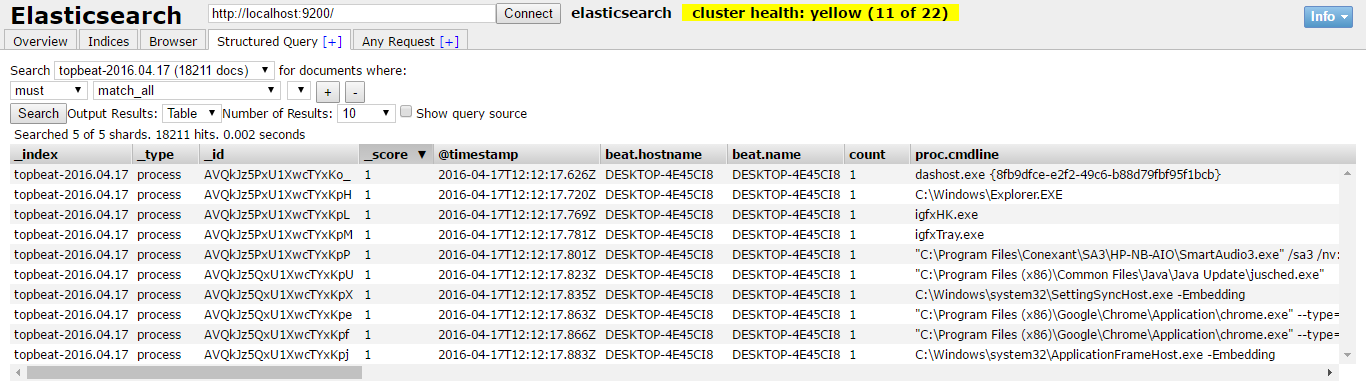 Elasticsearch http://localhost:9200/ Connect elasticsearch cluster health: yellow (11 of 22) Info
Overview Indices Browser Structured Query [+] Any Request [+]
Search topbeat-2016.04.17 (18211 docs) for documents where:
must match_all + -
Search Output Results: Table Number of Results: 10 Show query source
Searched 5 of 5 shards. 18211 hits. 0.002 seconds
_index _type _id _score ▼ @timestamp beat.hostname beat.name count proc.cmdline
topbeat-2016.04.17 process AVQkJz5PxU1XwcTYxKo_ 1 2016-04-17T12:12:17.626Z DESKTOP-4E45CI8 DESKTOP-4E45CI8 1 dashost.exe {8fb9dfce-e2f2-49c6-b88d79fbf95f1bcb}
topbeat-2016.04.17 process AVQkJz5PxU1XwcTYxKpH 1 2016-04-17T12:12:17.720Z DESKTOP-4E45CI8 DESKTOP-4E45CI8 1 C:\Windows\Explorer.EXE
topbeat-2016.04.17 process AVQkJz5PxU1XwcTYxKpL 1 2016-04-17T12:12:17.769Z DESKTOP-4E45CI8 DESKTOP-4E45CI8 1 igfxHK.exe
topbeat-2016.04.17 process AVQkJz5PxU1XwcTYxKpM 1 2016-04-17T12:12:17.781Z DESKTOP-4E45CI8 DESKTOP-4E45CI8 1 igfxTray.exe
topbeat-2016.04.17 process AVQkJz5PxU1XwcTYxKpP 1 2016-04-17T12:12:17.801Z DESKTOP-4E45CI8 DESKTOP-4E45CI8 1 "C:\Program Files\Conexant\SA3\HP-NB-AIO\SmartAudio3.exe" /sa3 /nv:
topbeat-2016.04.17 process AVQkJz5QxU1XwcTYxKpU 1 2016-04-17T12:12:17.823Z DESKTOP-4E45CI8 DESKTOP-4E45CI8 1 "C:\Program Files (x86)\Common Files\Java\Java Update\jusched.exe"
topbeat-2016.04.17 process AVQkJz5QxU1XwcTYxKpX 1 2016-04-17T12:12:17.835Z DESKTOP-4E45CI8 DESKTOP-4E45CI8 1 C:\Windows\system32\SettingSyncHost.exe -Embedding
topbeat-2016.04.17 process AVQkJz5QxU1XwcTYxKpe 1 2016-04-17T12:12:17.863Z DESKTOP-4E45CI8 DESKTOP-4E45CI8 1 "C:\Program Files (x86)\Google\Chrome\Application\chrome.exe" --type=
topbeat-2016.04.17 process AVQkJz5QxU1XwcTYxKpf 1 2016-04-17T12:12:17.866Z DESKTOP-4E45CI8 DESKTOP-4E45CI8 1 "C:\Program Files (x86)\Google\Chrome\Application\chrome.exe" --type=
topbeat-2016.04.17 process AVQkJz5QxU1XwcTYxKpj 1 2016-04-17T12:12:17.883Z DESKTOP-4E45CI8 DESKTOP-4E45CI8 1 C:\Windows\system32\ApplicationFrameHost.exe -Embedding